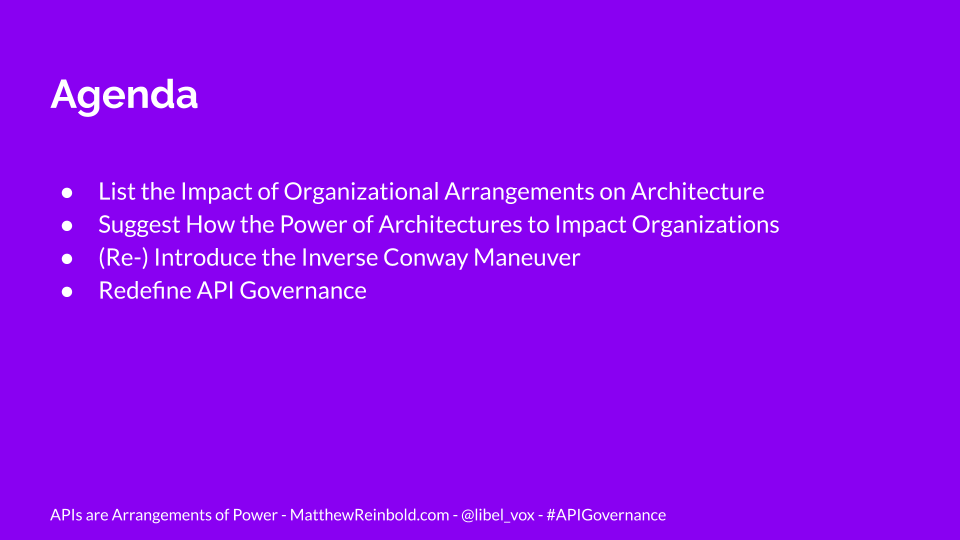 Agenda
● List the Impact of Organizational Arrangements on Architecture
● Suggest How the Power of Architectures to Impact Organizations
● (Re-) Introduce the Inverse Conway Maneuver
● Redefine API Governance
APIs are Arrangements of Power - MatthewReinbold.com - @libel_vox - #APIGovernance